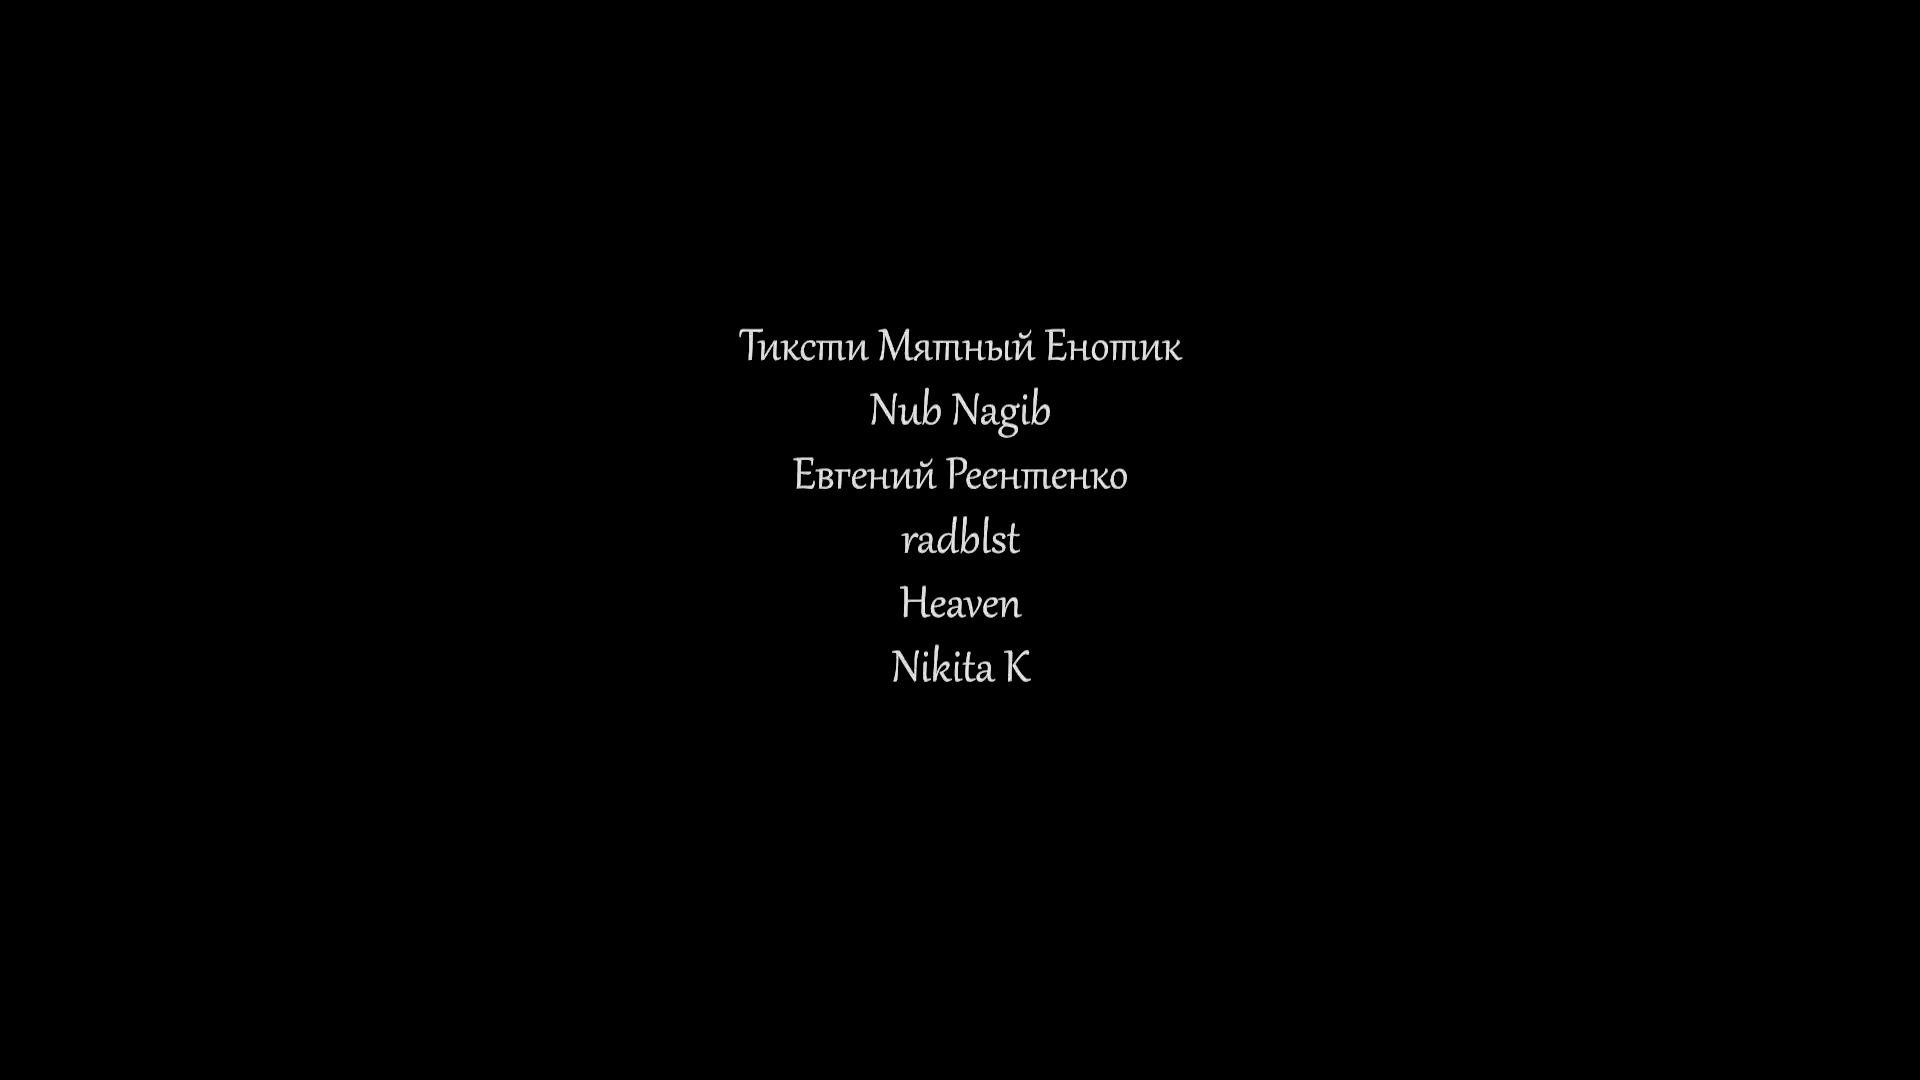 Тиксти Мятный Енотик
Nub Nagib
Евгений Реентенко
radblst
Heaven
Nikita K